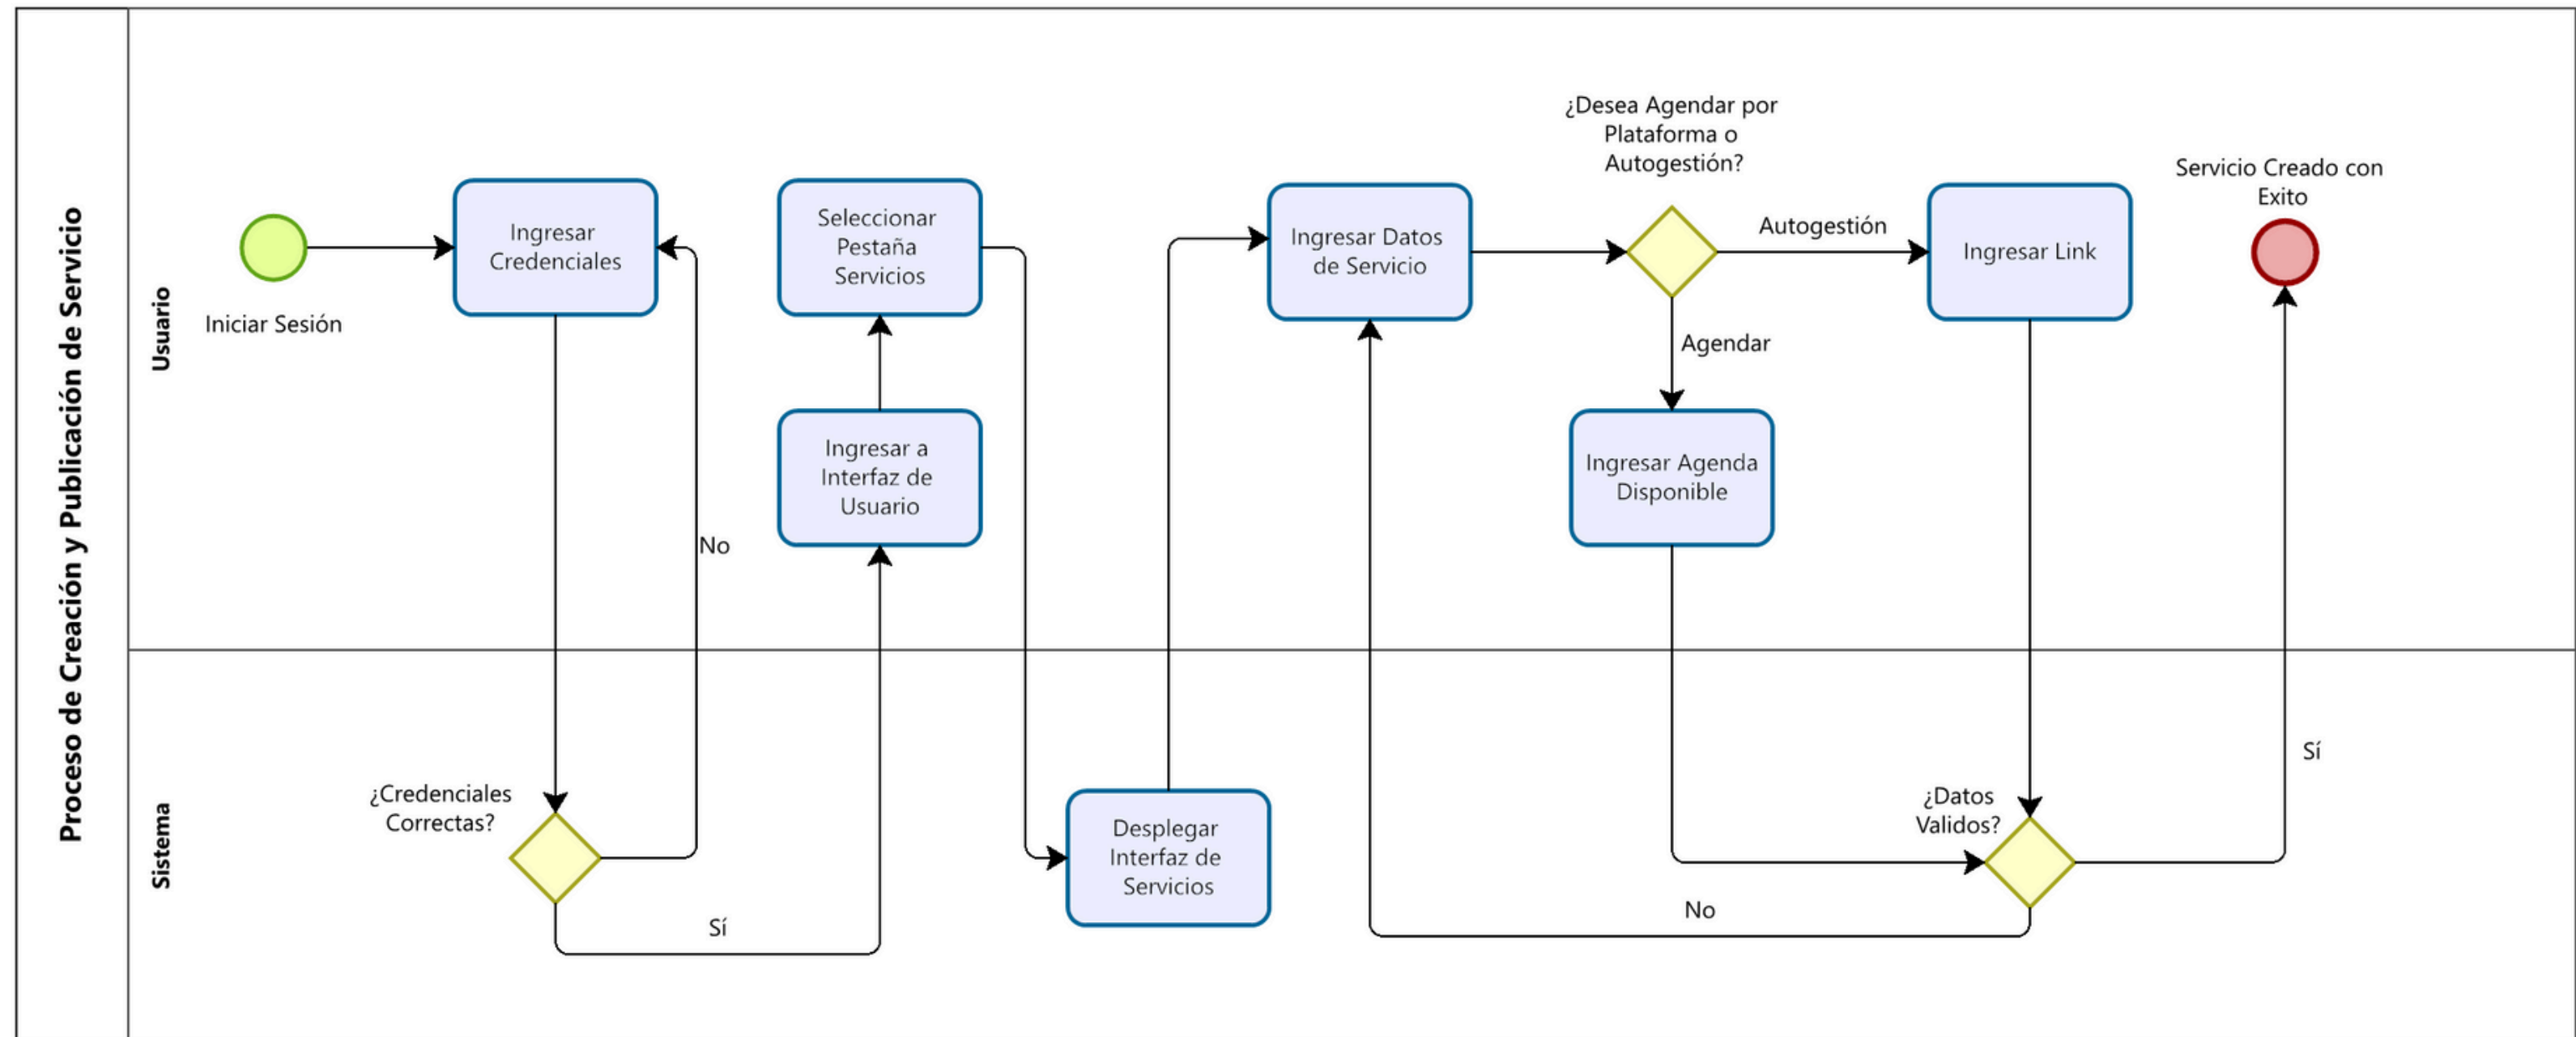 Proceso de Creación y Publicación de Servicio
Usuario
Iniciar Sesión
Ingresar
Credenciales
No
Seleccionar
Pestaña
Servicios
Ingresar a
Interfaz de
Usuario
Ingresar Datos
de Servicio
¿Desea Agendar por
Plataforma o
Autogestión?
Autogestión
Agendar
Ingresar Agenda
Disponible
Ingresar Link
Servicio Creado con
Exito
Sistema
¿Credenciales
Correctas?
Sí
Desplegar
Interfaz de
Servicios
¿Datos
Validos?
No
Sí